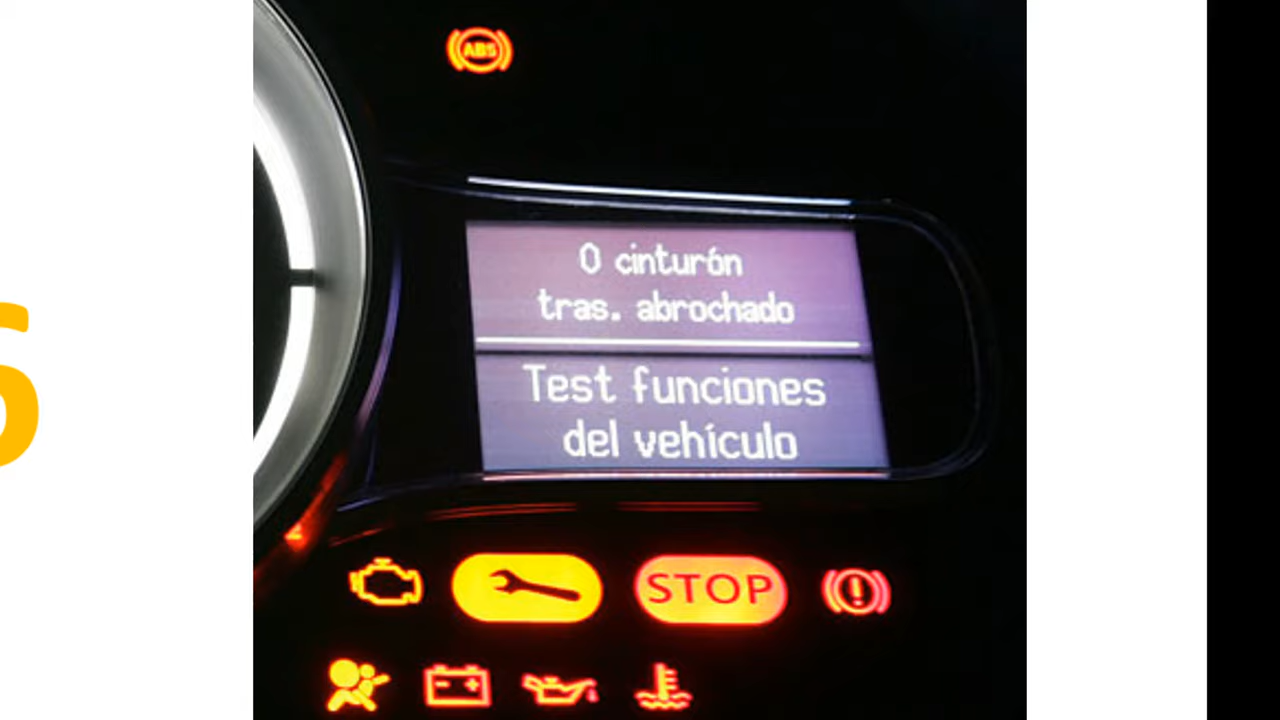 ABS
0 cinturón
tras. abrochado
Test funciones
del vehículo
STOP